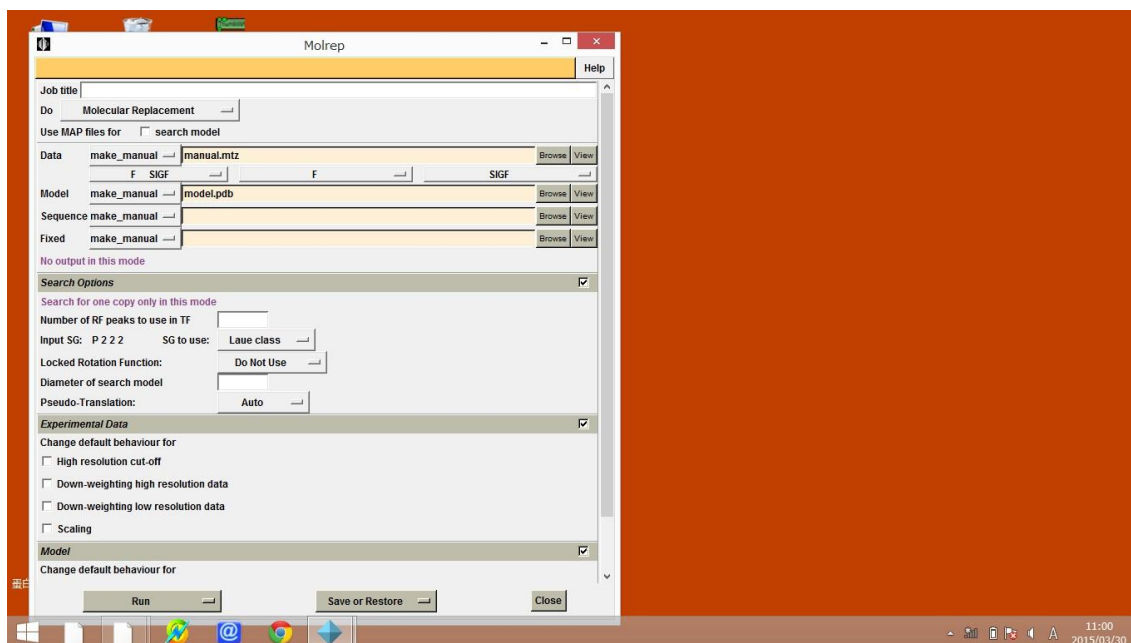 Molrep
Help
Job title
Do Molecular Replacement
Use MAP files for search model
Data make_manual manual.mtz Browse View
F SIGF F SIGF
Model make_manual model.pdb Browse View
Sequence make_manual Browse View
Fixed make_manual Browse View
No output in this mode
Search Options
Search for one copy only in this mode
Number of RF peaks to use in TF
Input SG: P 2 2 2 SG to use: Laue class
Locked Rotation Function: Do Not Use
Diameter of search model
Pseudo-Translation: Auto
Experimental Data
Change default behaviour for
High resolution cut-off
Down-weighting high resolution data
Down-weighting low resolution data
Scaling
Model
Change default behaviour for
蛋白
Run Save or Restore Close
A 11:00
2015/03/30